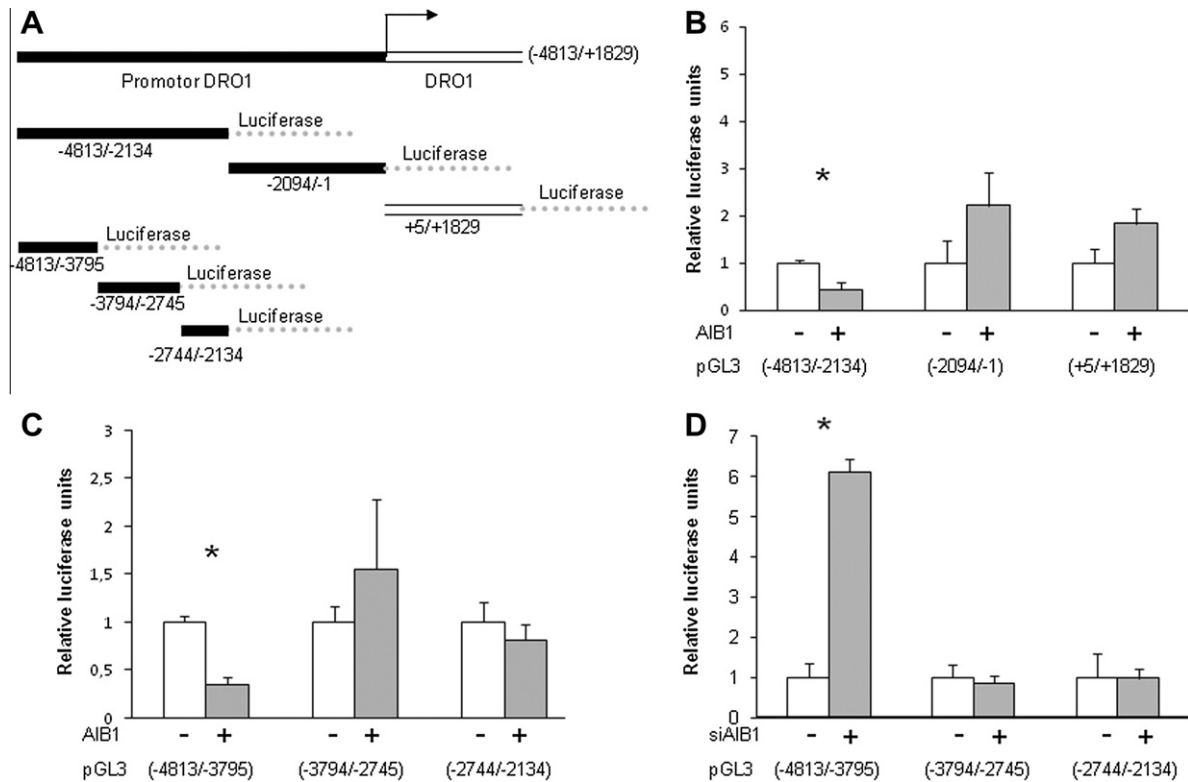 A
(-4813/+1829)
Promotor DRO1
DRO1
Luciferase
-4813/-2134
Luciferase
-2094/-1
Luciferase
+5/+1829
Luciferase
-4813/-3795
Luciferase
-3794/-2745
Luciferase
-2744/-2134
B
Relative luciferase units
6
5
4
3
2
1
0
*
AIB1 - + - + - +
pGL3 (-4813/-2134) (-2094/-1) (+5/+1829)
C
Relative luciferase units
3
2,5
2
1,5
1
0,5
0
*
AIB1 - + - + - +
pGL3 (-4813/-3795) (-3794/-2745) (-2744/-2134)
D
Relative luciferase units
7
6
5
4
3
2
1
0
*
siAIB1 - + - + - +
pGL3 (-4813/-3795) (-3794/-2745) (-2744/-2134)